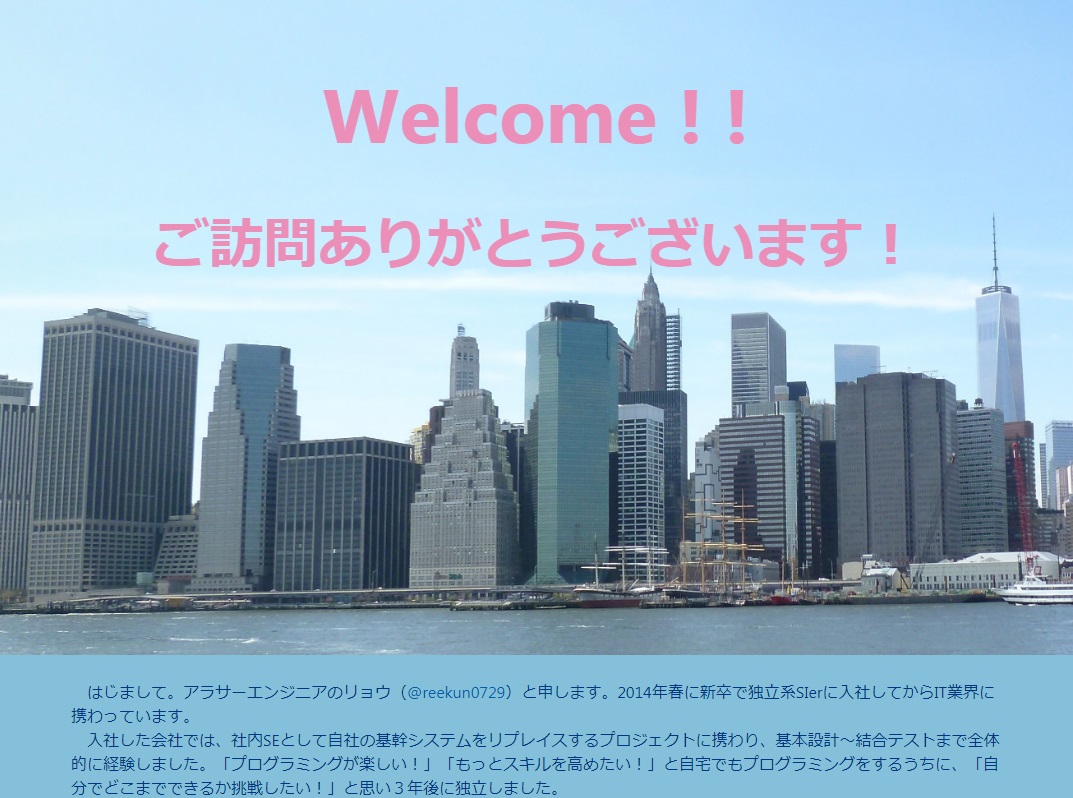 Welcome！！
ご訪問ありがとうございます！
はじまして。アラサーエンジニアのリョウ（@reekun0729）と申します。2014年春に新卒で独立系SIerに入社してからIT業界に
携わっています。
入社した会社では、社内SEとして自社の基幹システムをリプレイスするプロジェクトに携わり、基本設計～結合テストまで全体
的に経験しました。「プログラミングが楽しい！」「もっとスキルを高めたい！」と自宅でもプログラミングをするうちに、「自
分でどこまでできるか挑戦したい！」と思い３年後に独立しました。